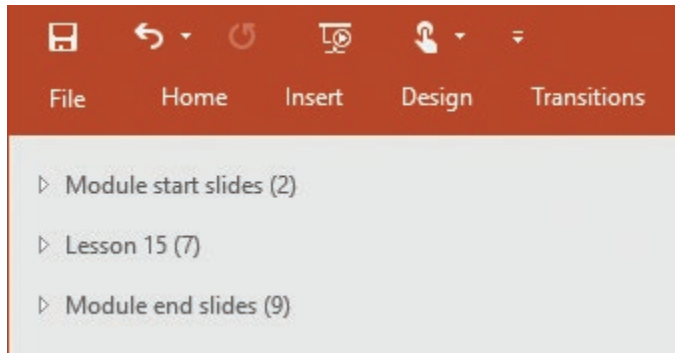 File Home Insert Design Transitions
Module start slides (2)
Lesson 15 (7)
Module end slides (9)